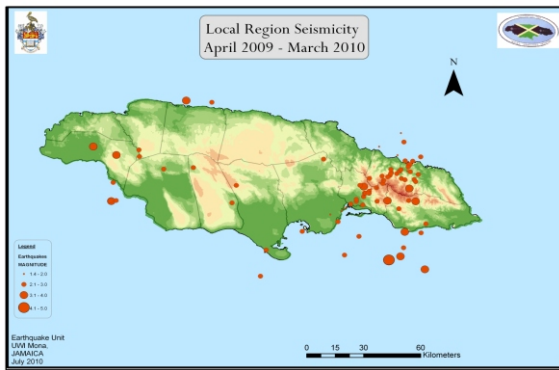 Local Region Seismicity
April 2009 - March 2010
N
Legend
Earthquakes
MAGNITUDE
1.4 - 2.0
2.1 - 3.0
3.1 - 4.0
4.1 - 5.0
Earthquake Unit
UWI Mona,
JAMAICA
July 2010
0 15 30 60
Kilometers